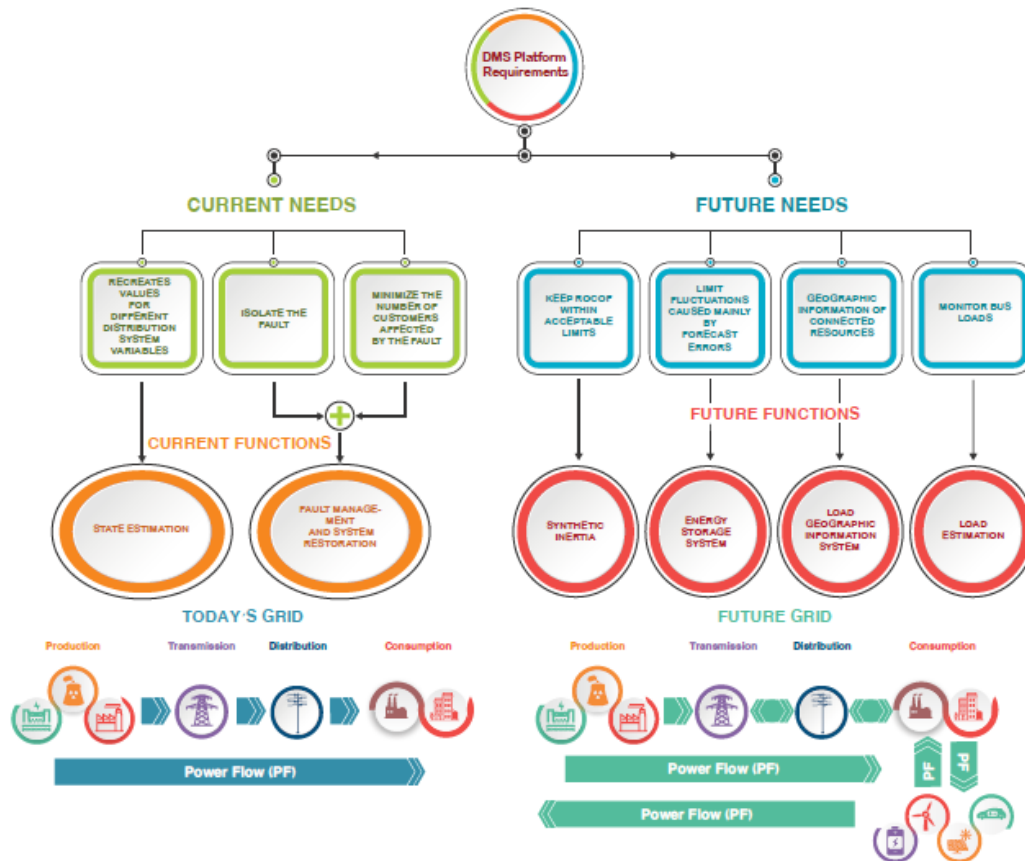 DMS Platform
Requirements
CURRENT NEEDS
FUTURE NEEDS
RECREATES
VALUES
FOR
DIFFERENT
DISTRIBUTION
SYSTEM
VARIABLES
ISOLATE THE
FAULT
MINIMIZE THE
NUMBER OF
CUSTOMERS
AFFECTED
BY THE FAULT
KEEP ROCOF
WITHIN
ACCEPTABLE
LIMITS
LIMIT
FLUCTUATIONS
CAUSED MAINLY
BY
FORECAST
ERRORS
GEOGRAPHIC
INFORMATION OF
CONNECTED
RESOURCES
MONITOR BUS
LOADS
CURRENT FUNCTIONS
FUTURE FUNCTIONS
STATE ESTIMATION
FAULT MANAGE-
MENT
AND SYSTEM
RESTORATION
SYNTHETIC
INERTIA
ENERGY
STORAGE
SYSTEM
LOAD
GEOGRAPHIC
INFORMATION
SYSTEM
LOAD
ESTIMATION
TODAY'S GRID
FUTURE GRID
Production
Transmission
Distribution
Consumption
Production
Transmission
Distribution
Consumption
Power Flow (PF)
Power Flow (PF)
Power Flow (PF)
PF
PF